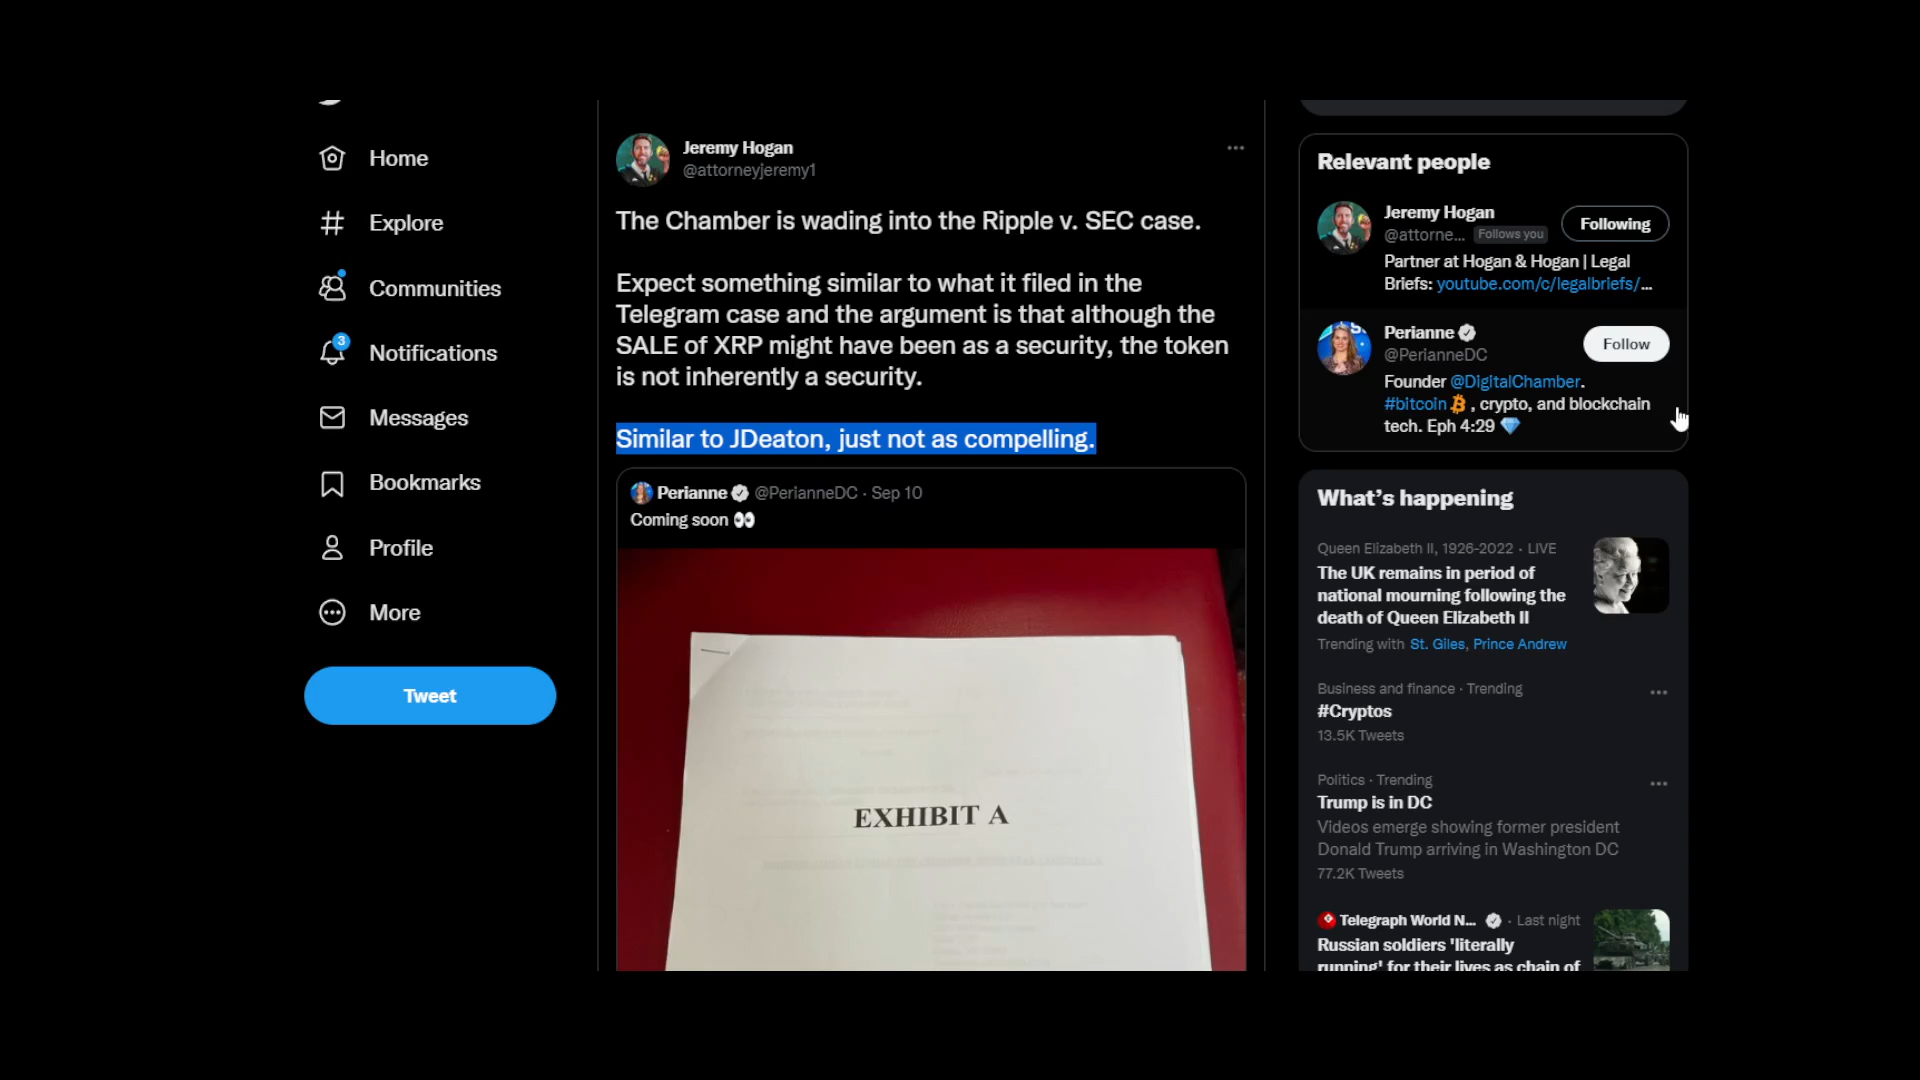 Home
Explore
Communities
3
Notifications
Messages
Bookmarks
Profile
More
Tweet
Jeremy Hogan
@attorneyjeremy1
The Chamber is wading into the Ripple v. SEC case.
Expect something similar to what it filed in the
Telegram case and the argument is that although the
SALE of XRP might have been as a security, the token
is not inherently a security.
Similar to JDeaton, just not as compelling.
Perianne @PerianneDC · Sep 10
Coming soon 👀
EXHIBIT A
Relevant people
Jeremy Hogan
@attorne... Follows you
Following
Partner at Hogan & Hogan | Legal
Briefs: youtube.com/c/legalbriefs/...
Perianne
@PerianneDC
Follow
Founder @DigitalChamber.
#bitcoin , crypto, and blockchain
tech. Eph 4:29 💎
What's happening
Queen Elizabeth II, 1926-2022 · LIVE
The UK remains in period of
national mourning following the
death of Queen Elizabeth II
Trending with St. Giles, Prince Andrew
Business and finance · Trending
#Cryptos
13.5K Tweets
Politics · Trending
Trump is in DC
Videos emerge showing former president
Donald Trump arriving in Washington DC
77.2K Tweets
Telegraph World N... · Last night
Russian soldiers 'literally
running' for their lives as chain of